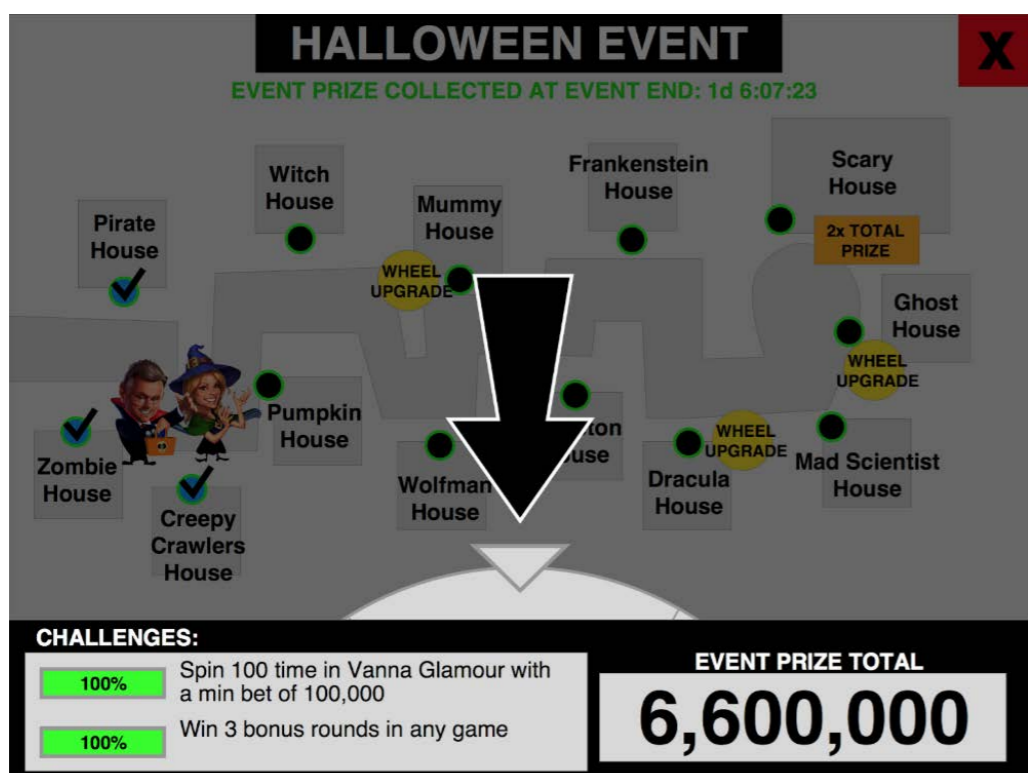 HALLOWEEN EVENT
X
EVENT PRIZE COLLECTED AT EVENT END: 1d 6:07:23
Pirate
House
Witch
House
Mummy
House
WHEEL
UPGRADE
Frankenstein
House
Scary
House
2x TOTAL
PRIZE
Ghost
House
WHEEL
UPGRADE
Zombie
House
Creepy
Crawlers
House
Pumpkin
House
Wolfman
House
Dracula
House
WHEEL
UPGRADE
Mad Scientist
House
CHALLENGES:
100%
Spin 100 time in Vanna Glamour with
a min bet of 100,000
100%
Win 3 bonus rounds in any game
EVENT PRIZE TOTAL
6,600,000